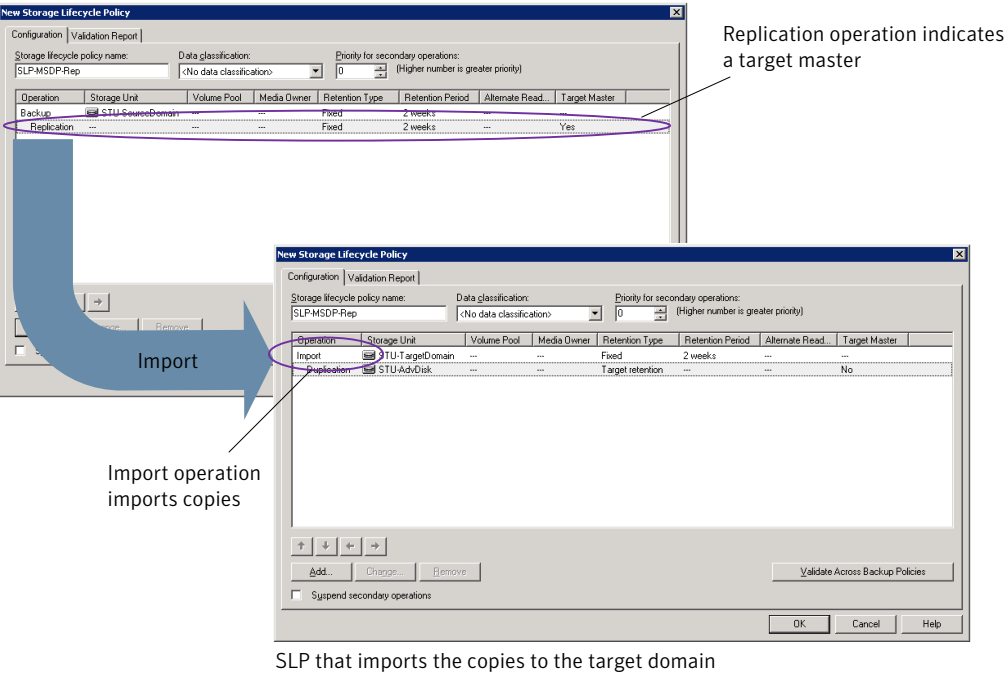 New Storage Lifecycle Policy
Configuration Validation Report
Storage lifecycle policy name: Data classification: Priority for secondary operations:
SLP-MSDP-Rep <No data classification> 0 (Higher number is greater priority)
Operation Storage Unit Volume Pool Media Owner Retention Type Retention Period Alternate Read... Target Master
Backup STU-SourceDomain --- --- Fixed 2 weeks --- ---
Replication --- --- --- Fixed 2 weeks --- Yes
Replication operation indicates
a target master
Remove
Import
New Storage Lifecycle Policy
Configuration Validation Report
Storage lifecycle policy name: Data classification: Priority for secondary operations:
SLP-MSDP-Rep <No data classification> 0 (Higher number is greater priority)
Operation Storage Unit Volume Pool Media Owner Retention Type Retention Period Alternate Read... Target Master
Import STU-TargetDomain --- --- Fixed 2 weeks --- ---
Duplication STU-AdvDisk --- --- Target retention --- --- No
Import operation
imports copies
Add... Change... Remove Validate Across Backup Policies
Suspend secondary operations
OK Cancel Help
SLP that imports the copies to the target domain